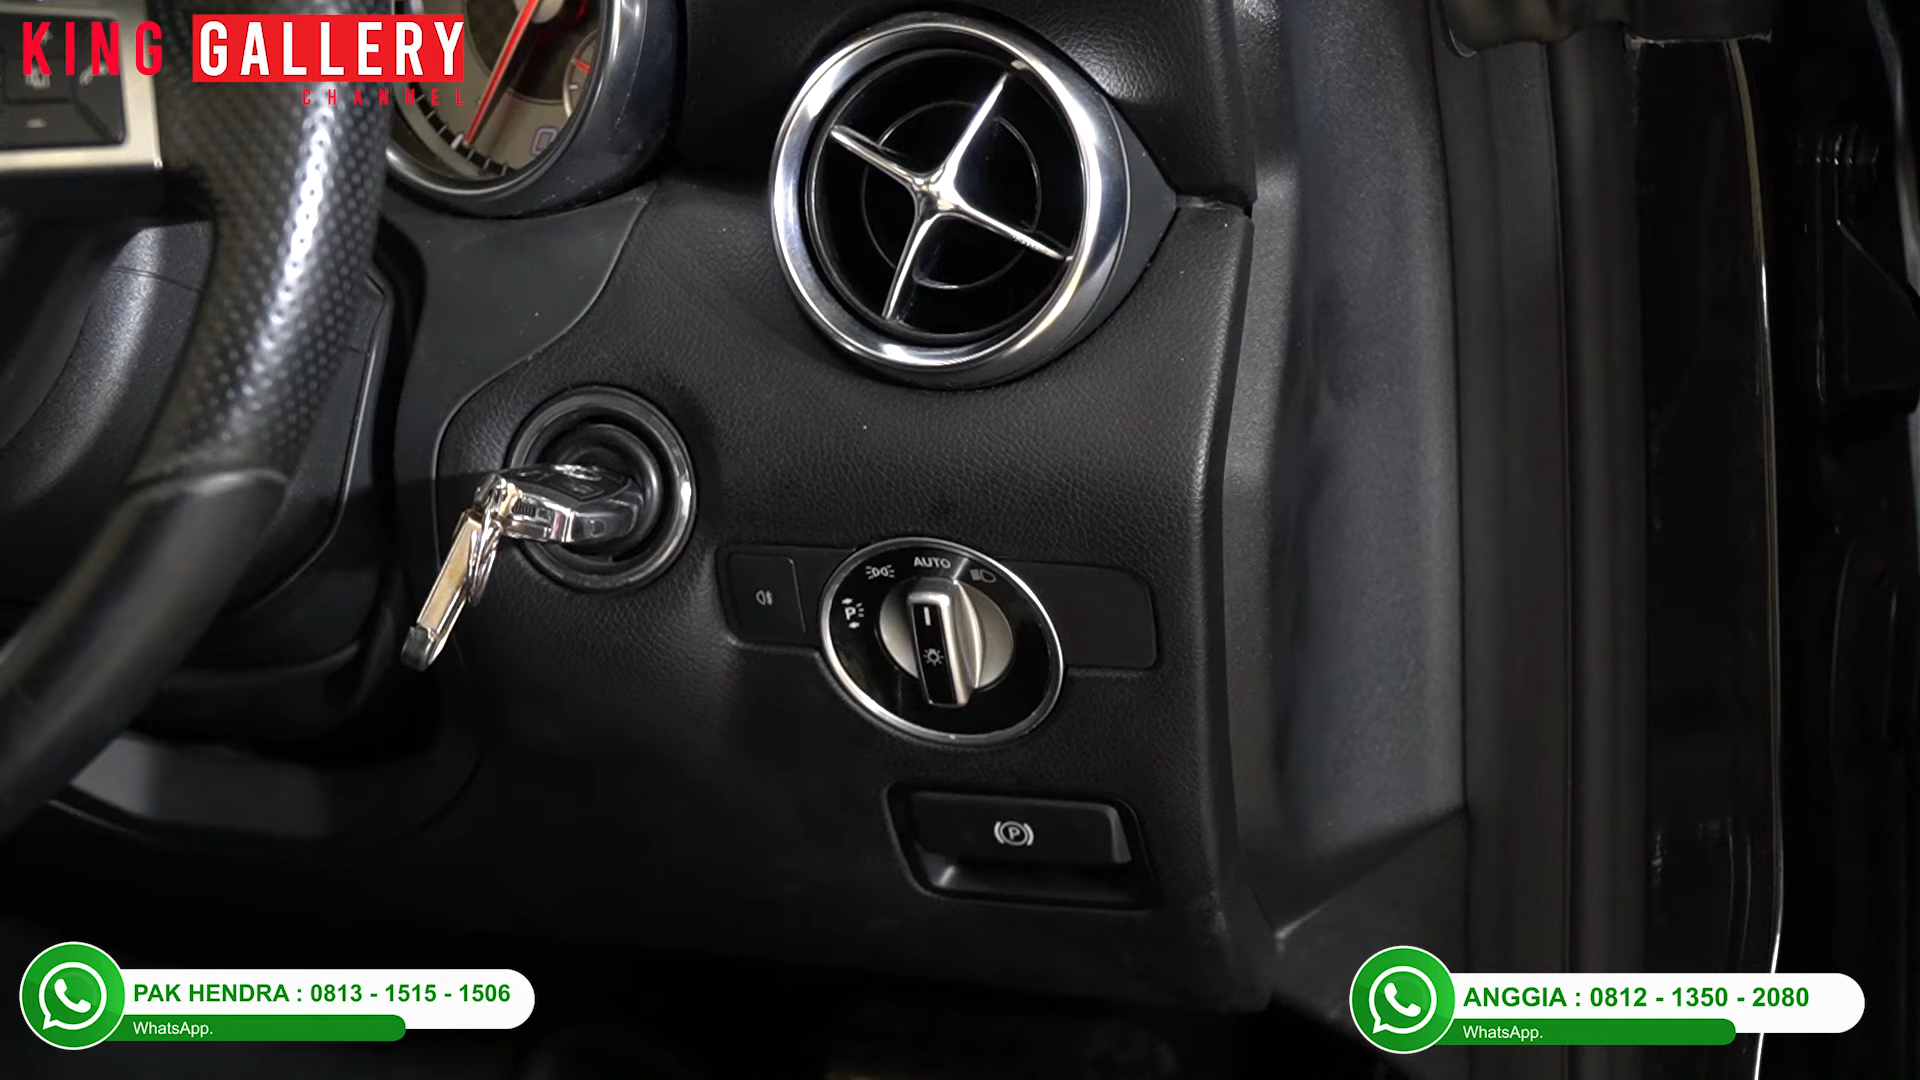 KING GALLERY
CHANNEL
AUTO
P
P
PAK HENDRA : 0813 - 1515 - 1506
WhatsApp.
ANGGIA : 0812 - 1350 - 2080
WhatsApp.